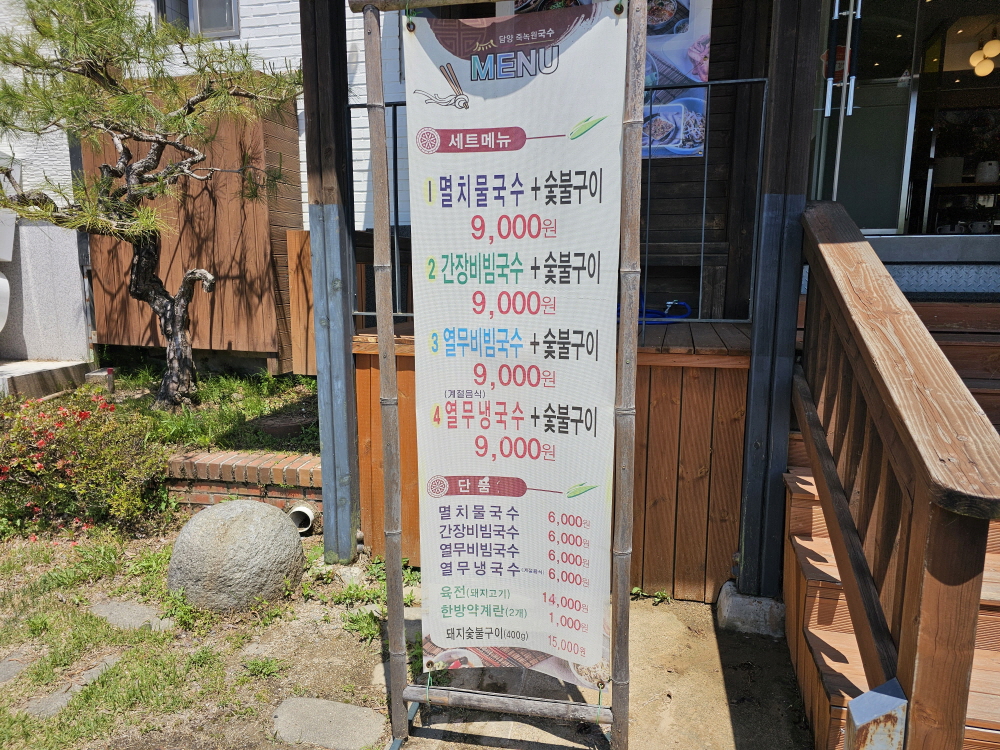 담양 죽녹원국수
MENU
세트메뉴
1 멸치물국수 +숯불구이
9,000원
2 간장비빔국수 +숯불구이
9,000원
3 열무비빔국수 +숯불구이
9,000원
(계절음식)
4 열무냉국수 +숯불구이
9,000원
단품
멸치물국수 6,000원
간장비빔국수 6,000원
열무비빔국수 6,000원
열무냉국수(계절음식) 6,000원
육전(돼지고기) 14,000원
한방약계란(2개) 1,000원
돼지숯불구이(400g) 15,000원